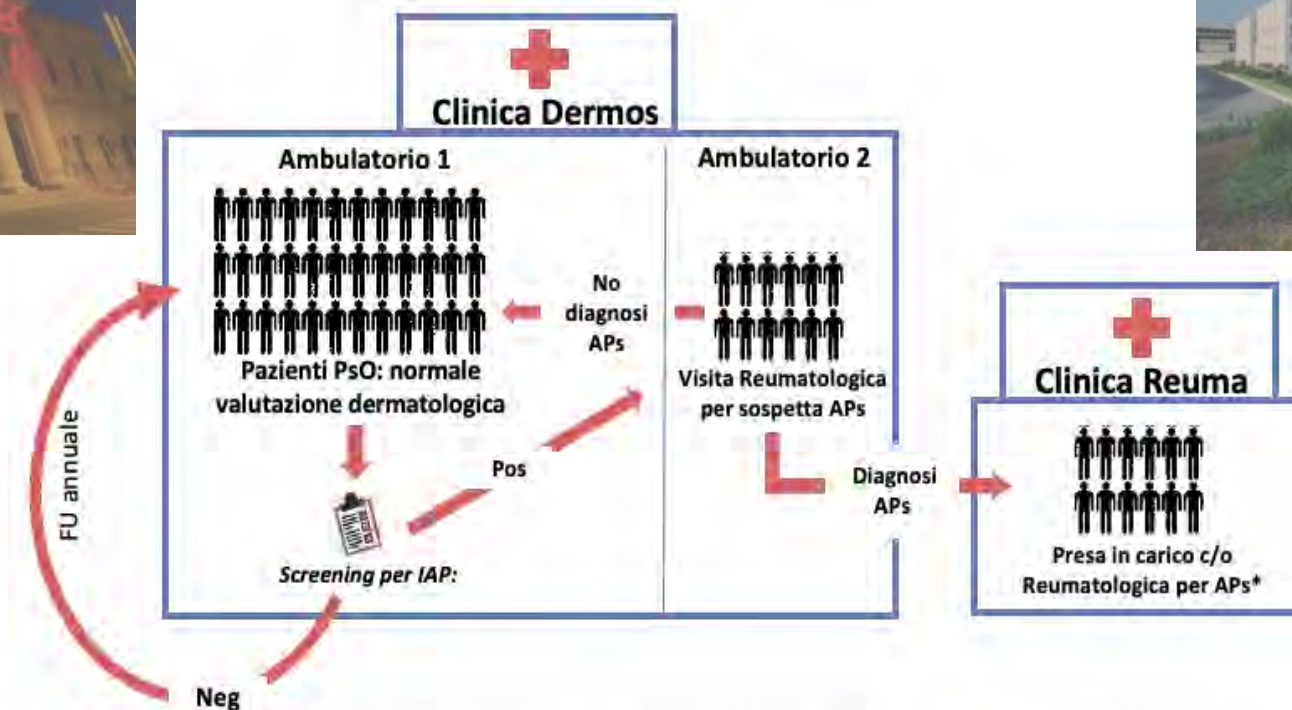 Clinica Dermos
Ambulatorio 1
Ambulatorio 2
No
diagnosi
APs
Pazienti PsO: normale
valutazione dermatologica
Visita Reumatologica
per sospetta APs
Pos
Screening per IAP:
FU annuale
Neg
Diagnosi
APs
Clinica Reuma
Presa in carico c/o
Reumatologica per APs*